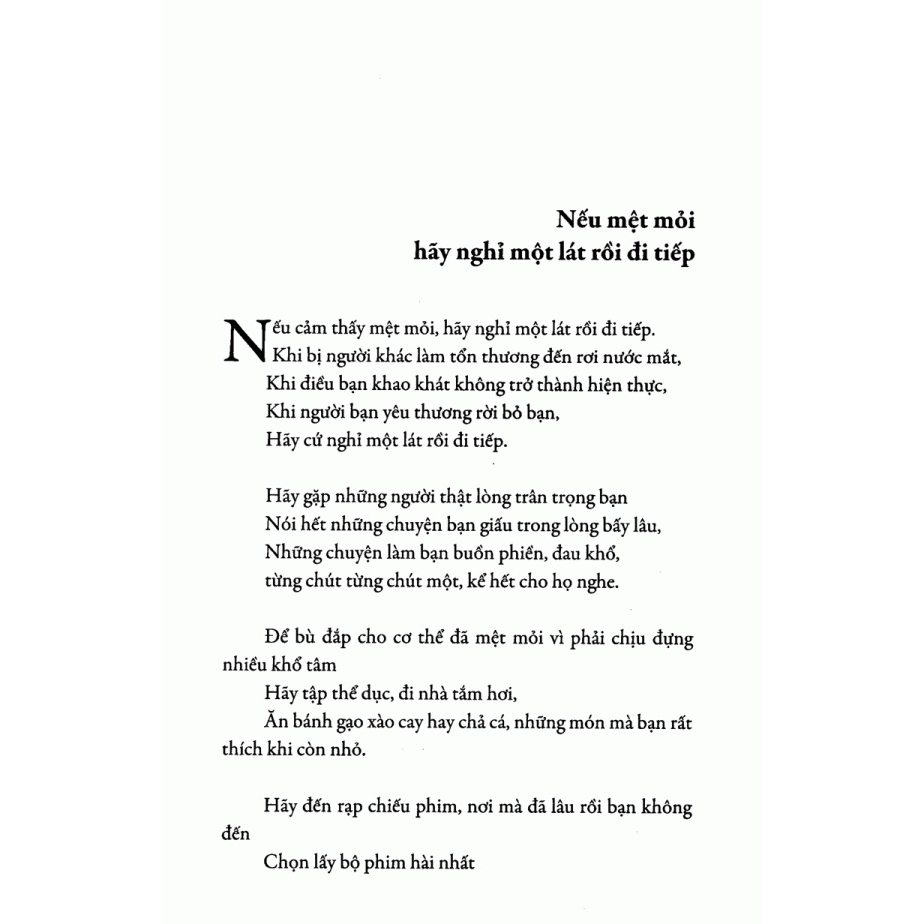 Nếu mệt mỏi
hãy nghỉ một lát rồi đi tiếp
Nếu cảm thấy mệt mỏi, hãy nghỉ một lát rồi đi tiếp.
Khi bị người khác làm tổn thương đến rơi nước mắt,
Khi điều bạn khao khát không trở thành hiện thực,
Khi người bạn yêu thương rời bỏ bạn,
Hãy cứ nghỉ một lát rồi đi tiếp.
Hãy gặp những người thật lòng trân trọng bạn
Nói hết những chuyện bạn giấu trong lòng bấy lâu,
Những chuyện làm bạn buồn phiền, đau khổ,
từng chút từng chút một, kể hết cho họ nghe.
Để bù đắp cho cơ thể đã mệt mỏi vì phải chịu đựng
nhiều khổ tâm
Hãy tập thể dục, đi nhà tắm hơi,
Ăn bánh gạo xào cay hay chả cá, những món mà bạn rất
thích khi còn nhỏ.
Hãy đến rạp chiếu phim, nơi mà đã lâu rồi bạn không
đến
Chọn lấy bộ phim hài nhất